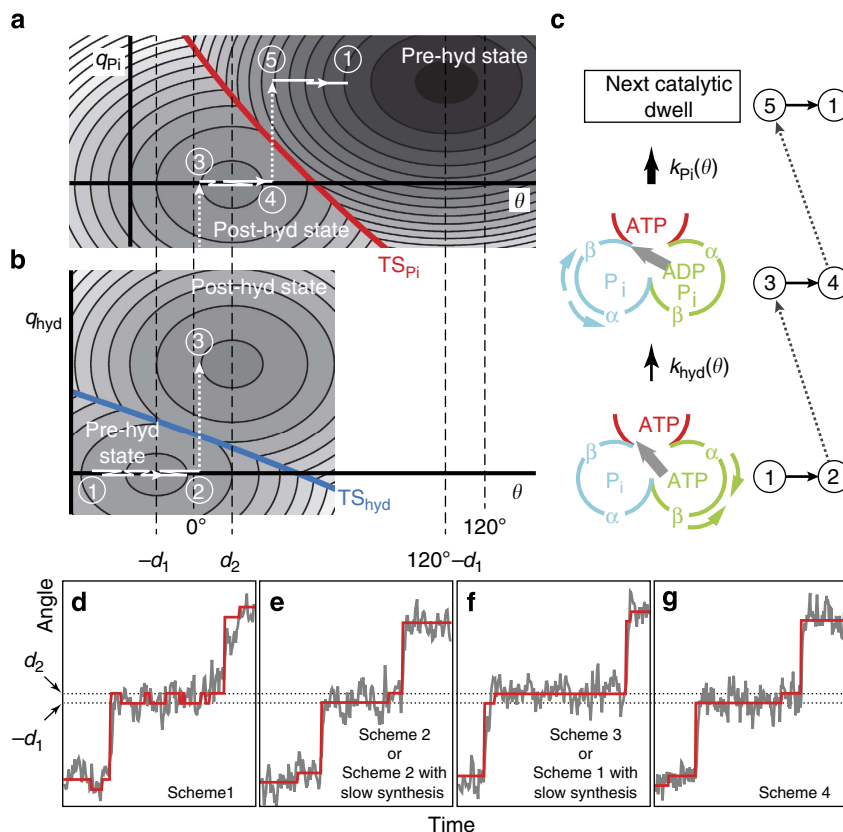 a
q_Pi
5
1
Pre-hyd state
3
4
θ
Post-hyd state
TS_Pi
b
q_hyd
Post-hyd state
3
Pre-hyd
state
1
2
TS_hyd
θ
0°
120°
–d₁
d₂
120°–d₁
c
Next catalytic
dwell
5
1
k_Pi(θ)
ATP
β
α
P_i
ADP
P_i
α
β
3
4
k_hyd(θ)
ATP
β
α
P_i
ATP
α
β
1
2
Angle
d₂
–d₁
d
Scheme1
e
Scheme 2
or
Scheme 2 with
slow synthesis
f
Scheme 3
or
Scheme 1 with
slow synthesis
g
Scheme 4
Time